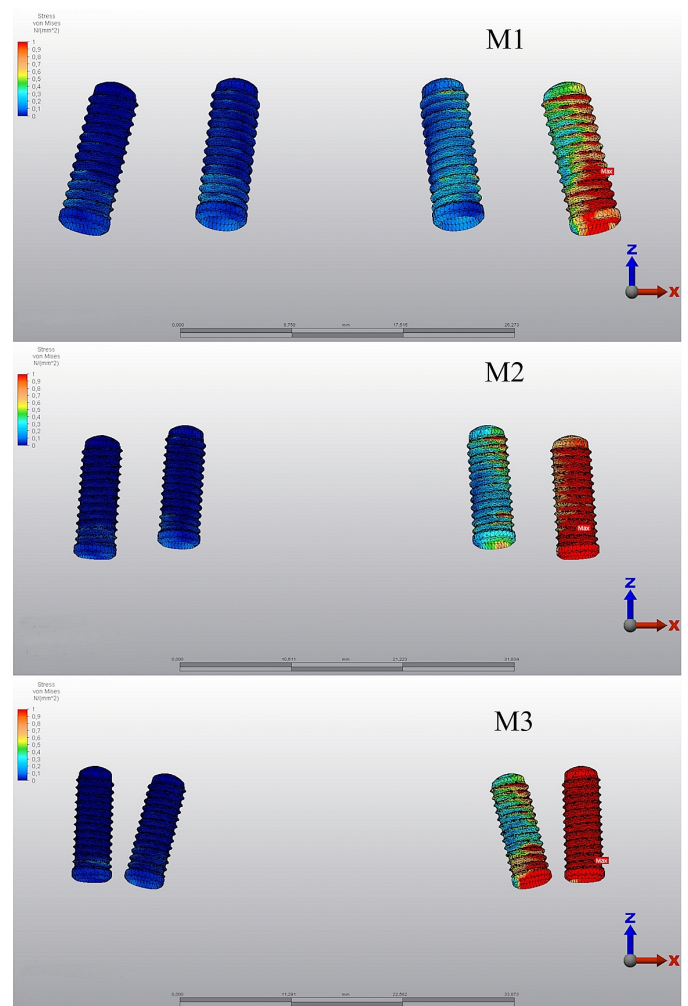 M1
Stress
von Mises
N/(mm^2)
1
0,9
0,8
0,7
0,6
0,5
0,4
0,3
0,2
0,1
0
Max
Z
X
0,000 8,758 mm 17,515 26,273
M2
Stress
von Mises
N/(mm^2)
1
0,9
0,8
0,7
0,6
0,5
0,4
0,3
0,2
0,1
0
Max
Z
X
0,000 10,611 mm 21,223 31,834
M3
Stress
von Mises
N/(mm^2)
1
0,9
0,8
0,7
0,6
0,5
0,4
0,3
0,2
0,1
0
Max
Z
X
0,000 11,291 mm 22,582